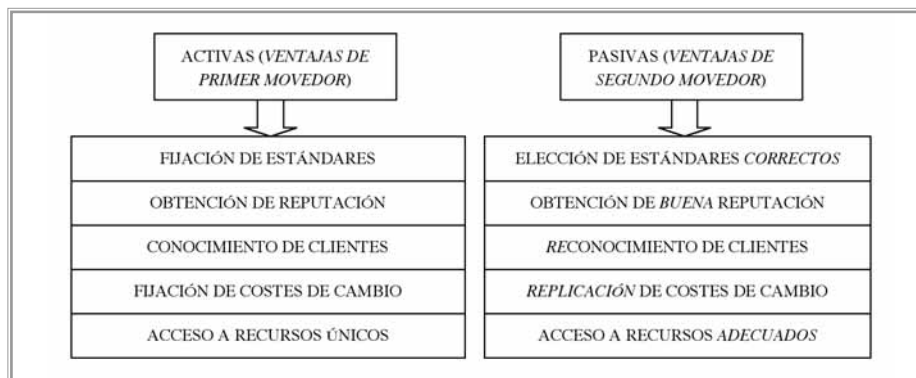 ACTIVAS (VENTAJAS DE
PRIMER MOVEDOR)
FIJACIÓN DE ESTÁNDARES
OBTENCIÓN DE REPUTACIÓN
CONOCIMIENTO DE CLIENTES
FIJACIÓN DE COSTES DE CAMBIO
ACCESO A RECURSOS ÚNICOS
PASIVAS (VENTAJAS DE
SEGUNDO MOVEDOR)
ELECCIÓN DE ESTÁNDARES CORRECTOS
OBTENCIÓN DE BUENA REPUTACIÓN
RECONOCIMIENTO DE CLIENTES
REPLICACIÓN DE COSTES DE CAMBIO
ACCESO A RECURSOS ADECUADOS